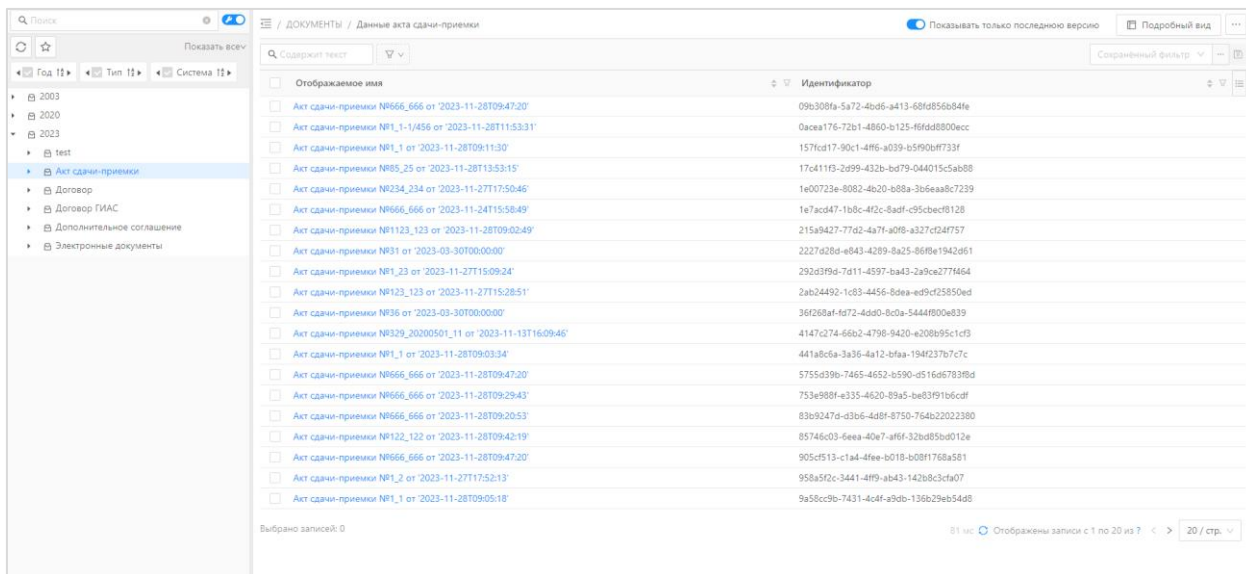 Поиск
Показать все
Год Тип Система
2003
2020
2023
test
Акт сдачи-приемки
Договор
Договор ГИАС
Дополнительное соглашение
Электронные документы
/ ДОКУМЕНТЫ / Данные акта сдачи-приемки
Показывать только последнюю версию Подробный вид ...
Содержит текст Сохранённый фильтр
Отображаемое имя Идентификатор
Акт сдачи-приемки №666_666 от '2023-11-28T09:47:20' 09b308fa-5a72-4bd6-a413-68fd856b84fe
Акт сдачи-приемки №1_1-1/456 от '2023-11-28T11:53:31' 0acea176-72b1-4860-b125-f6fdd8800ecc
Акт сдачи-приемки №1_1 от '2023-11-28T09:11:30' 157fcd17-90c1-4ff6-a039-b5f90bff733f
Акт сдачи-приемки №85_25 от '2023-11-28T13:53:15' 17c411f3-2d99-432b-bd79-044015c5ab88
Акт сдачи-приемки №234_234 от '2023-11-27T17:50:46' 1e00723e-8082-4b20-b88a-3b6eaa8c7239
Акт сдачи-приемки №666_666 от '2023-11-24T15:58:49' 1e7acd47-1b8c-4f2c-8adf-c95cbecf8128
Акт сдачи-приемки №1123_123 от '2023-11-28T09:02:49' 215a9427-77d2-4a7f-a0f8-a327cf24f757
Акт сдачи-приемки №31 от '2023-03-30T00:00:00' 2227d28d-e843-4289-8a25-86f8e1942d61
Акт сдачи-приемки №1_23 от '2023-11-27T15:09:24' 292d3f9d-7d11-4597-ba43-2a9ce277f464
Акт сдачи-приемки №123_123 от '2023-11-27T15:28:51' 2ab24492-1c83-4456-8dea-ed9cf25850ed
Акт сдачи-приемки №36 от '2023-03-30T00:00:00' 36f268af-fd72-4dd0-8c0a-5444f800e839
Акт сдачи-приемки №329_20200501_11 от '2023-11-13T16:09:46' 4147c274-66b2-4798-9420-e208b95c1cf3
Акт сдачи-приемки №1_1 от '2023-11-28T09:03:34' 441a8c6a-3a36-4a12-bfaa-194f237b7c7c
Акт сдачи-приемки №666_666 от '2023-11-28T09:47:20' 5755d39b-7465-4652-b590-d516d6783f8d
Акт сдачи-приемки №666_666 от '2023-11-28T09:29:43' 753e988f-e335-4620-89a5-be83f91b6cdf
Акт сдачи-приемки №666_666 от '2023-11-28T09:20:53' 83b9247d-d3b6-4d8f-8750-764b22022380
Акт сдачи-приемки №122_122 от '2023-11-28T09:42:19' 85746c03-6eea-40e7-af6f-32bd85bd012e
Акт сдачи-приемки №666_666 от '2023-11-28T09:47:20' 905cf513-c1a4-4fee-b018-b08f1768a581
Акт сдачи-приемки №1_2 от '2023-11-27T17:52:13' 958a5f2c-3441-4ff9-ab43-142b8c3cfa07
Акт сдачи-приемки №1_1 от '2023-11-28T09:05:18' 9a58cc9b-7431-4c4f-a9db-136b29eb54d8
Выбрано записей: 0 81 мс Отображены записи с 1 по 20 из ? < > 20 / стр.